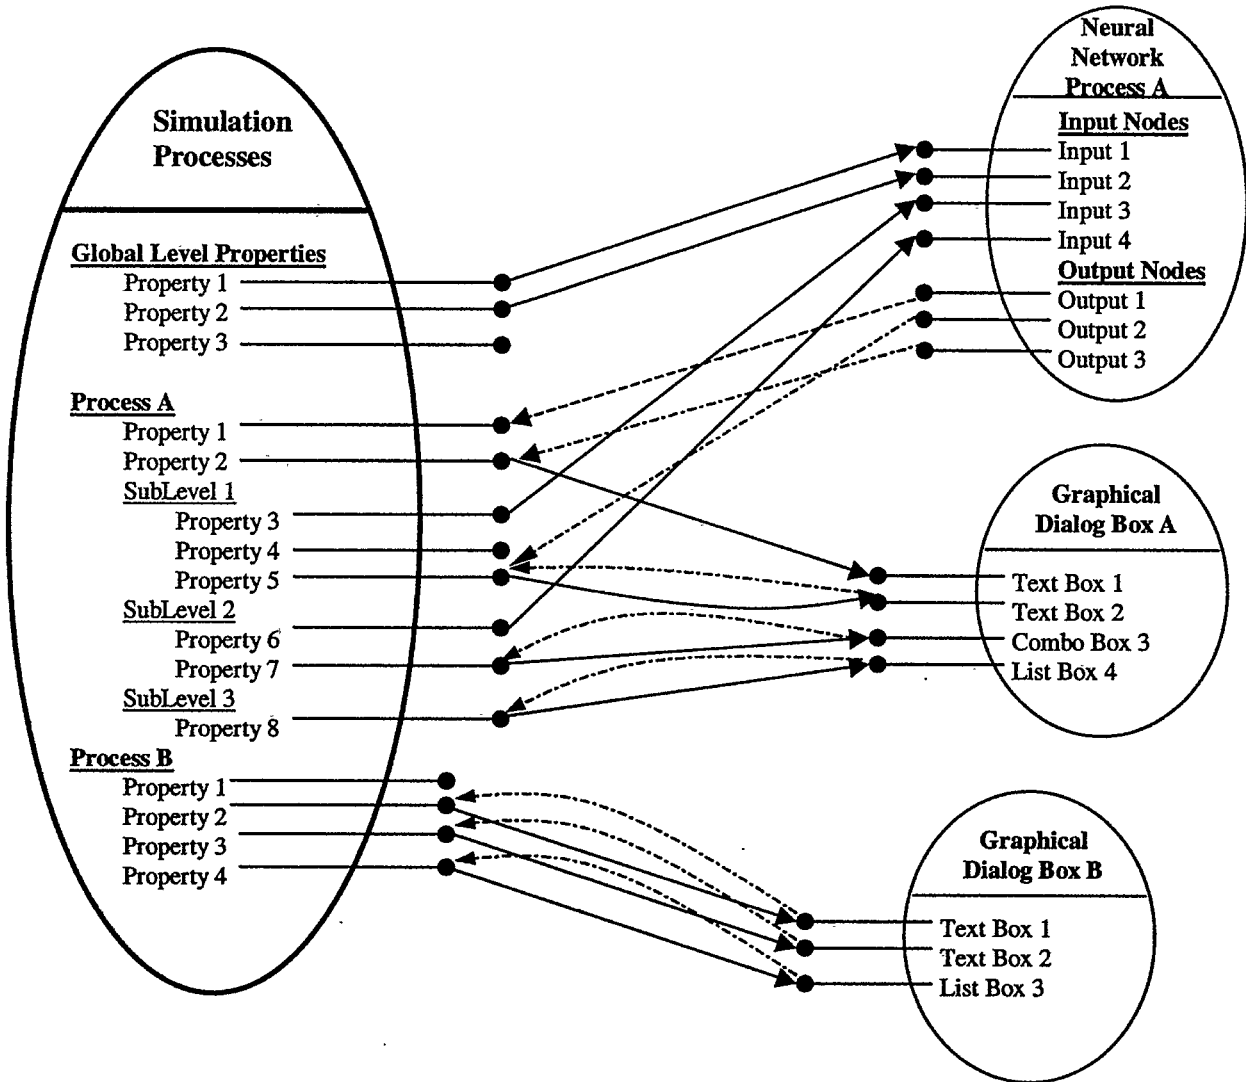 Simulation
Processes
Global Level Properties
Property 1
Property 2
Property 3
Process A
Property 1
Property 2
SubLevel 1
Property 3
Property 4
Property 5
SubLevel 2
Property 6
Property 7
SubLevel 3
Property 8
Process B
Property 1
Property 2
Property 3
Property 4
Neural
Network
Process A
Input Nodes
Input 1
Input 2
Input 3
Input 4
Output Nodes
Output 1
Output 2
Output 3
Graphical
Dialog Box A
Text Box 1
Text Box 2
Combo Box 3
List Box 4
Graphical
Dialog Box B
Text Box 1
Text Box 2
List Box 3